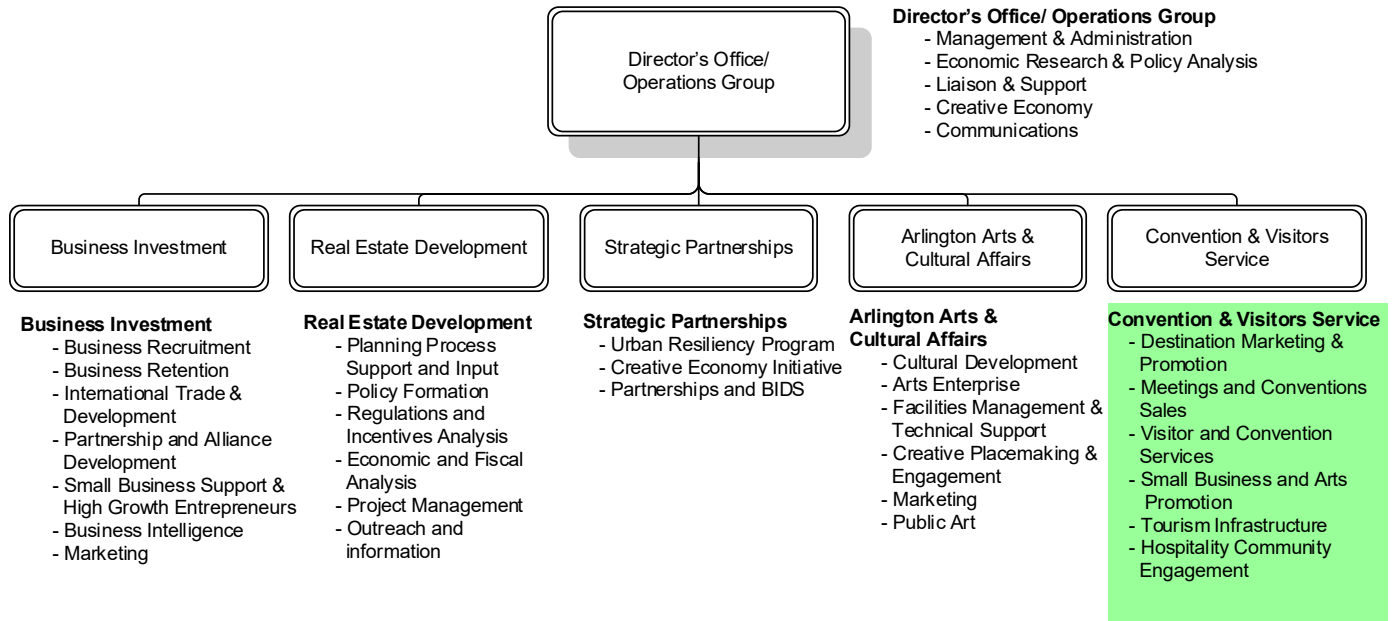 Director's Office/
Operations Group
Director's Office/ Operations Group
- Management & Administration
- Economic Research & Policy Analysis
- Liaison & Support
- Creative Economy
- Communications
Business Investment
Real Estate Development
Strategic Partnerships
Arlington Arts &
Cultural Affairs
Convention & Visitors
Service
Business Investment
- Business Recruitment
- Business Retention
- International Trade &
Development
- Partnership and Alliance
Development
- Small Business Support &
High Growth Entrepreneurs
- Business Intelligence
- Marketing
Real Estate Development
- Planning Process
Support and Input
- Policy Formation
- Regulations and
Incentives Analysis
- Economic and Fiscal
Analysis
- Project Management
- Outreach and
information
Strategic Partnerships
- Urban Resiliency Program
- Creative Economy Initiative
- Partnerships and BIDS
Arlington Arts &
Cultural Affairs
- Cultural Development
- Arts Enterprise
- Facilities Management &
Technical Support
- Creative Placemaking &
Engagement
- Marketing
- Public Art
Convention & Visitors Service
- Destination Marketing &
Promotion
- Meetings and Conventions
Sales
- Visitor and Convention
Services
- Small Business and Arts
Promotion
- Tourism Infrastructure
- Hospitality Community
Engagement